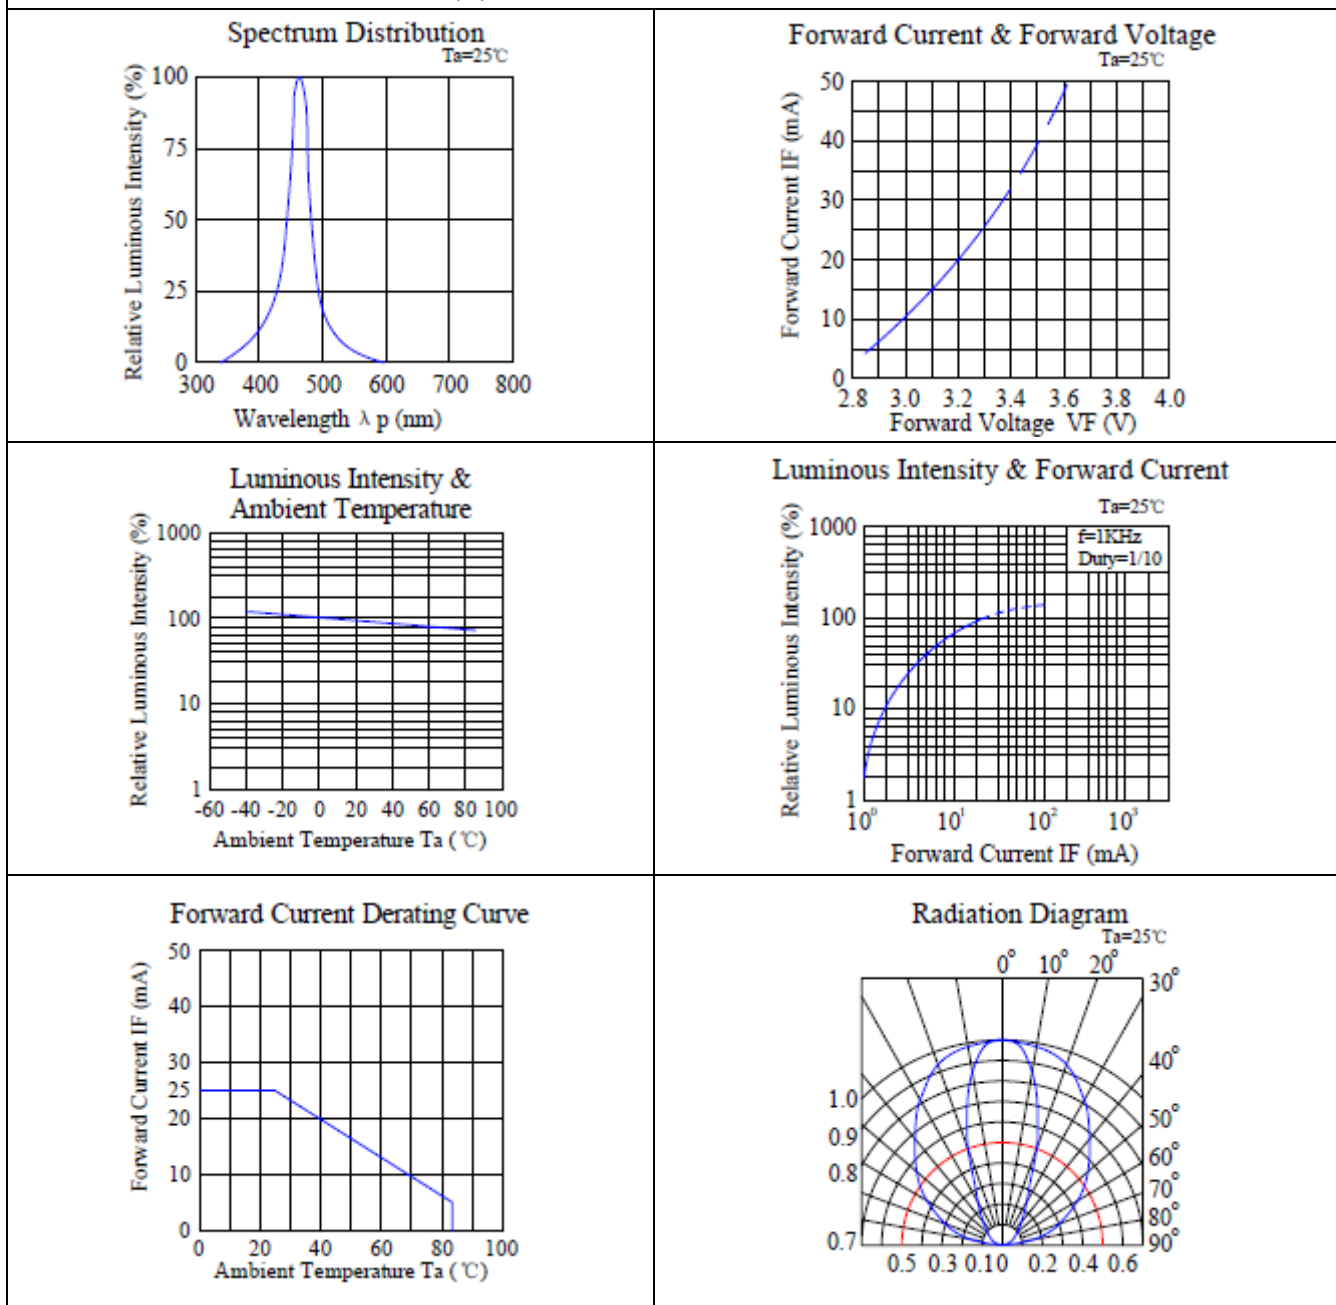 Spectrum Distribution
Ta=25℃
Relative Luminous Intensity (%)
100
75
50
25
0
300 400 500 600 700 800
Wavelength λ p (nm)
Forward Current & Forward Voltage
Ta=25℃
Forward Current IF (mA)
50
40
30
20
10
0
2.8 3.0 3.2 3.4 3.6 3.8 4.0
Forward Voltage VF (V)
Luminous Intensity &
Ambient Temperature
Relative Luminous Intensity (%)
1000
100
10
1
-60 -40 -20 0 20 40 60 80 100
Ambient Temperature Ta ( ℃)
Luminous Intensity & Forward Current
Ta=25℃
Relative Luminous Intensity (%)
f=1KHz
Duty=1/10
1000
100
10
1
10⁰ 10¹ 10² 10³
Forward Current IF (mA)
Forward Current Derating Curve
Forward Current IF (mA)
50
40
30
25
20
10
0
0 20 40 60 80 100
Ambient Temperature Ta ( ℃)
Radiation Diagram
Ta=25℃
0° 10° 20°
30°
40°
50°
60°
70°
80°
90°
1.0
0.9
0.8
0.7
0.5 0.3 0.10 0.2 0.4 0.6